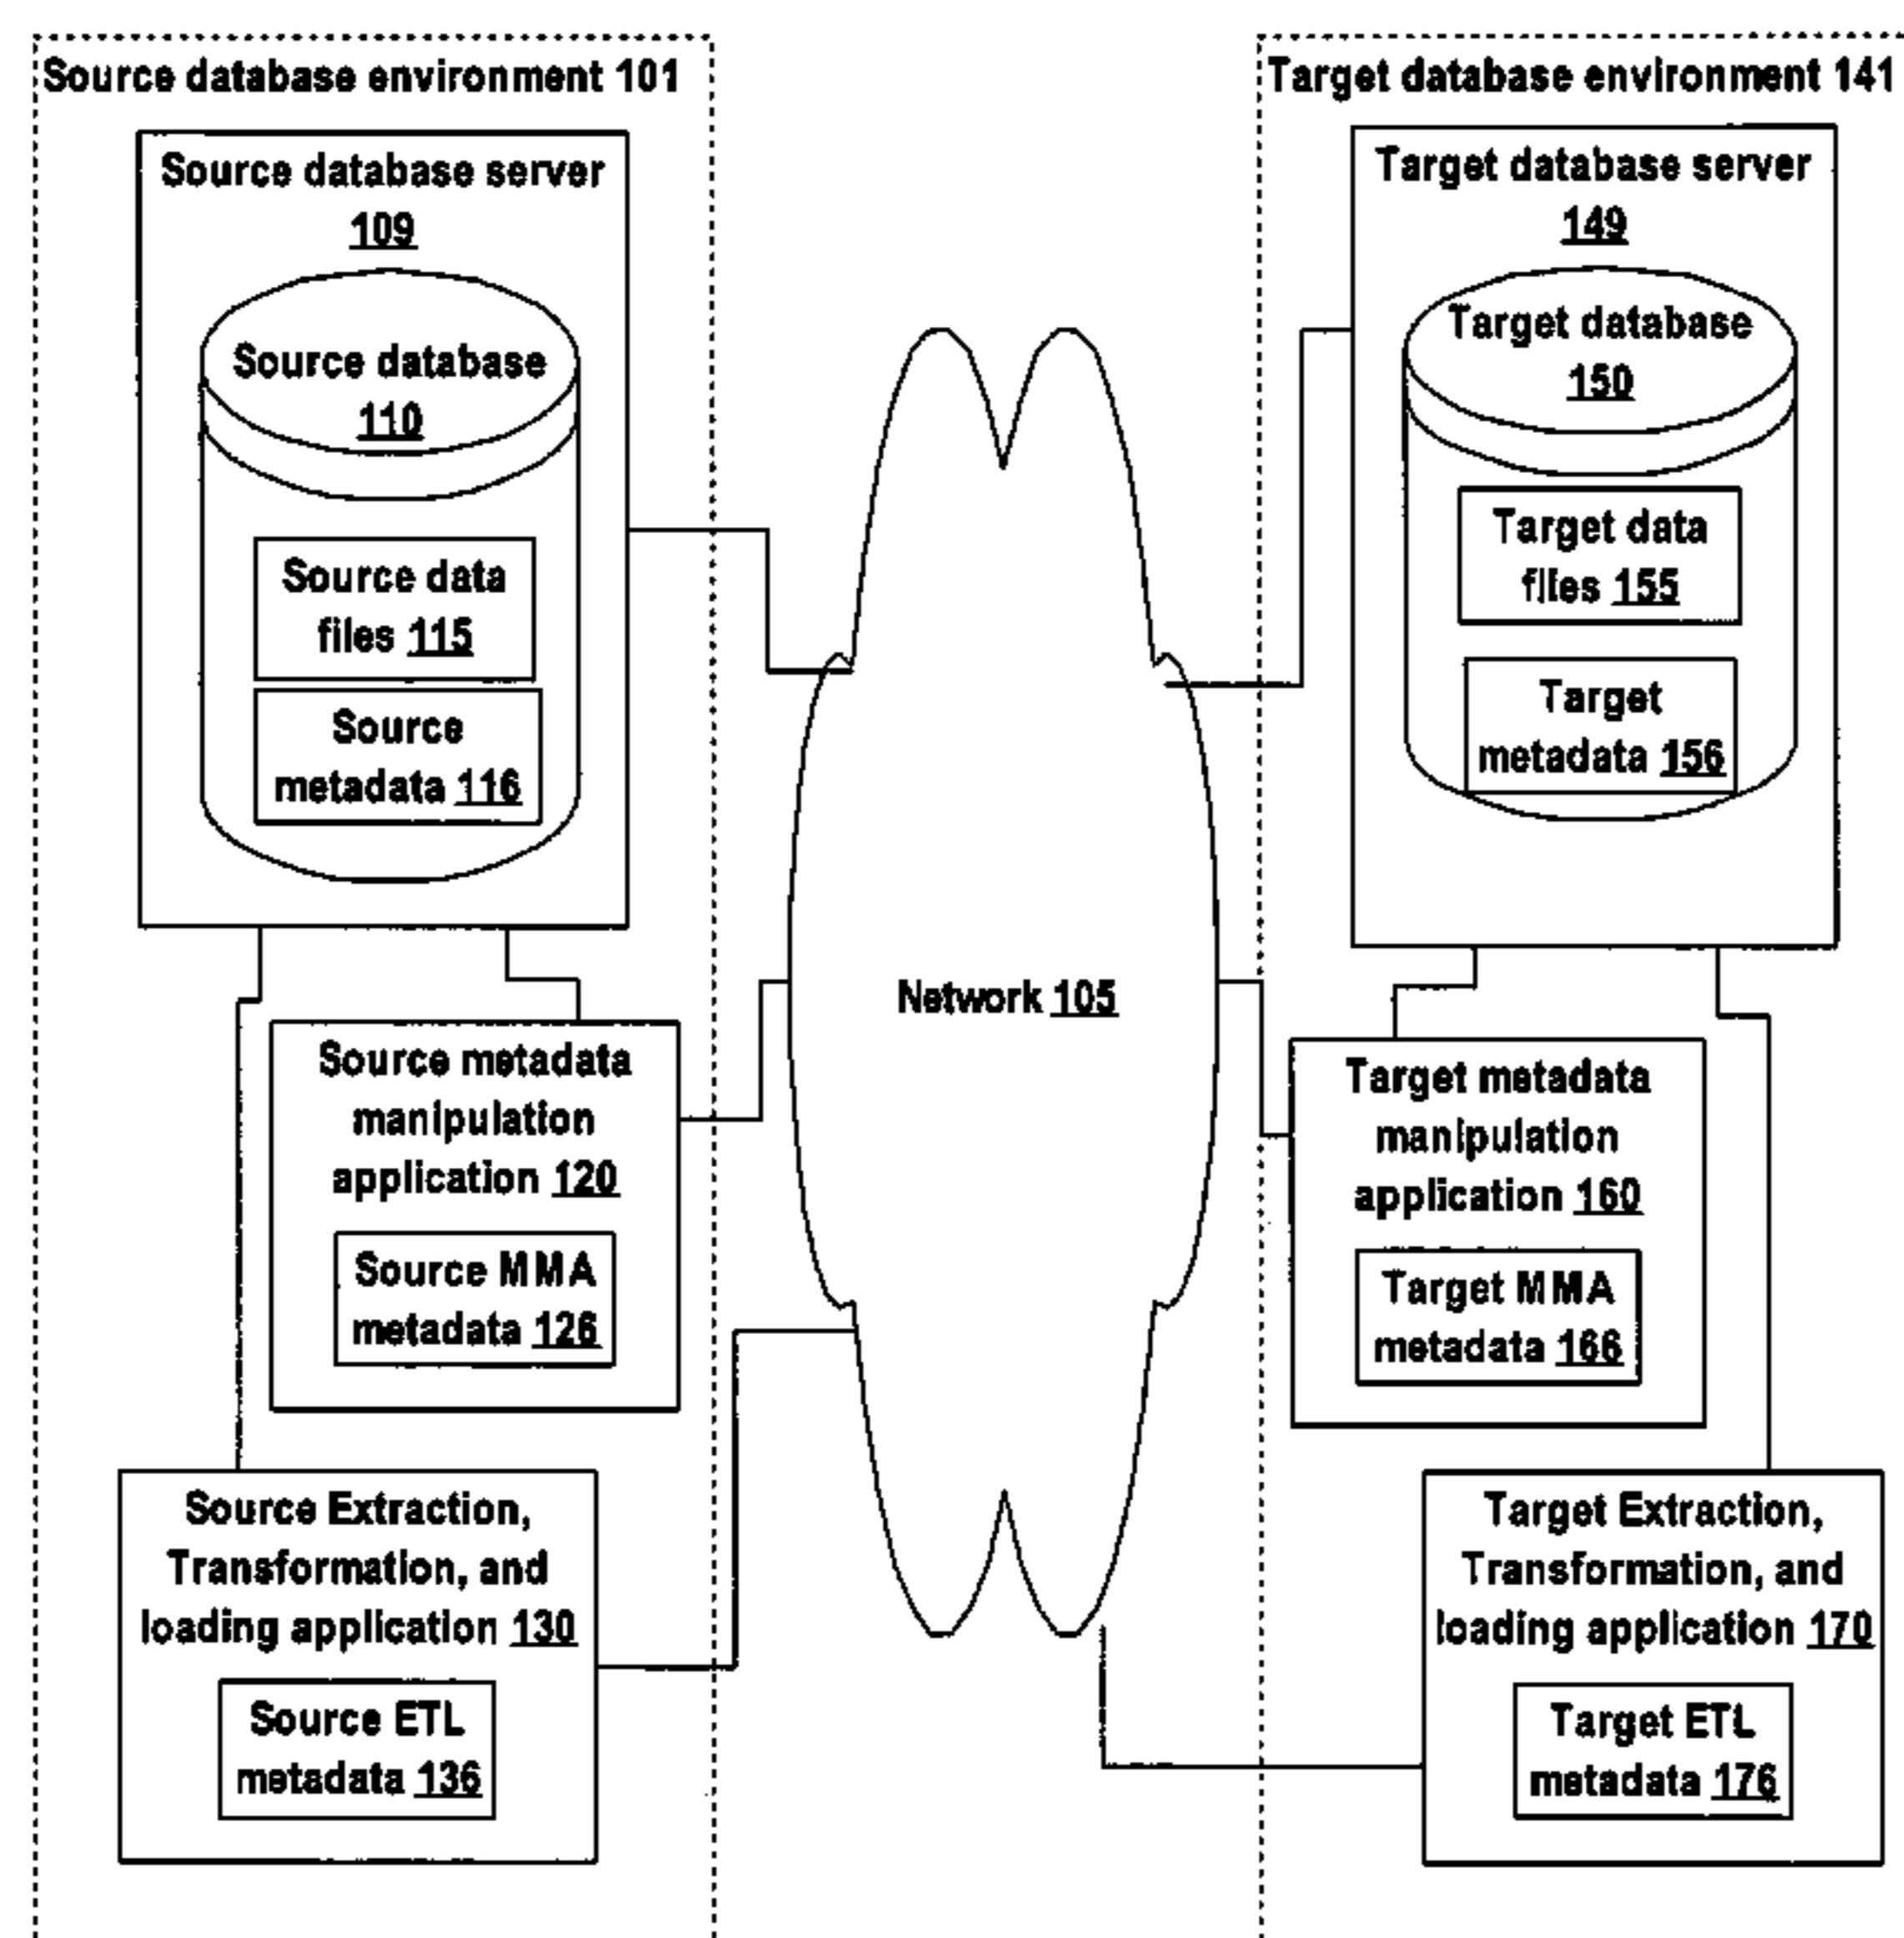 Source database environment 101
Source database server
109
Source database
110
Source data
files 115
Source
metadata 116
Source metadata
manipulation
application 120
Source MMA
metadata 126
Source Extraction,
Transformation, and
loading application 130
Source ETL
metadata 136
Network 105
Target database environment 141
Target database server
149
Target database
150
Target data
files 155
Target
metadata 156
Target metadata
manipulation
application 160
Target MMA
metadata 166
Target Extraction,
Transformation, and
loading application 170
Target ETL
metadata 176